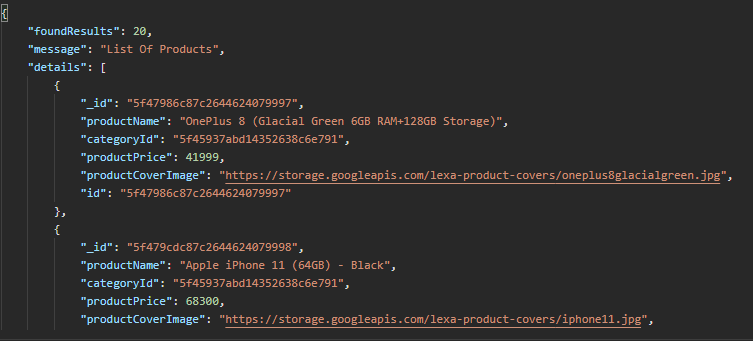 {
"foundResults": 20,
"message": "List Of Products",
"details": [
{
"_id": "5f47986c87c2644624079997",
"productName": "OnePlus 8 (Glacial Green 6GB RAM+128GB Storage)",
"categoryId": "5f45937abd14352638c6e791",
"productPrice": 41999,
"productCoverImage": "https://storage.googleapis.com/lexa-product-covers/oneplus8glacialgreen.jpg",
"id": "5f47986c87c2644624079997"
},
{
"_id": "5f479cdc87c2644624079998",
"productName": "Apple iPhone 11 (64GB) - Black",
"categoryId": "5f45937abd14352638c6e791",
"productPrice": 68300,
"productCoverImage": "https://storage.googleapis.com/lexa-product-covers/iphone11.jpg",